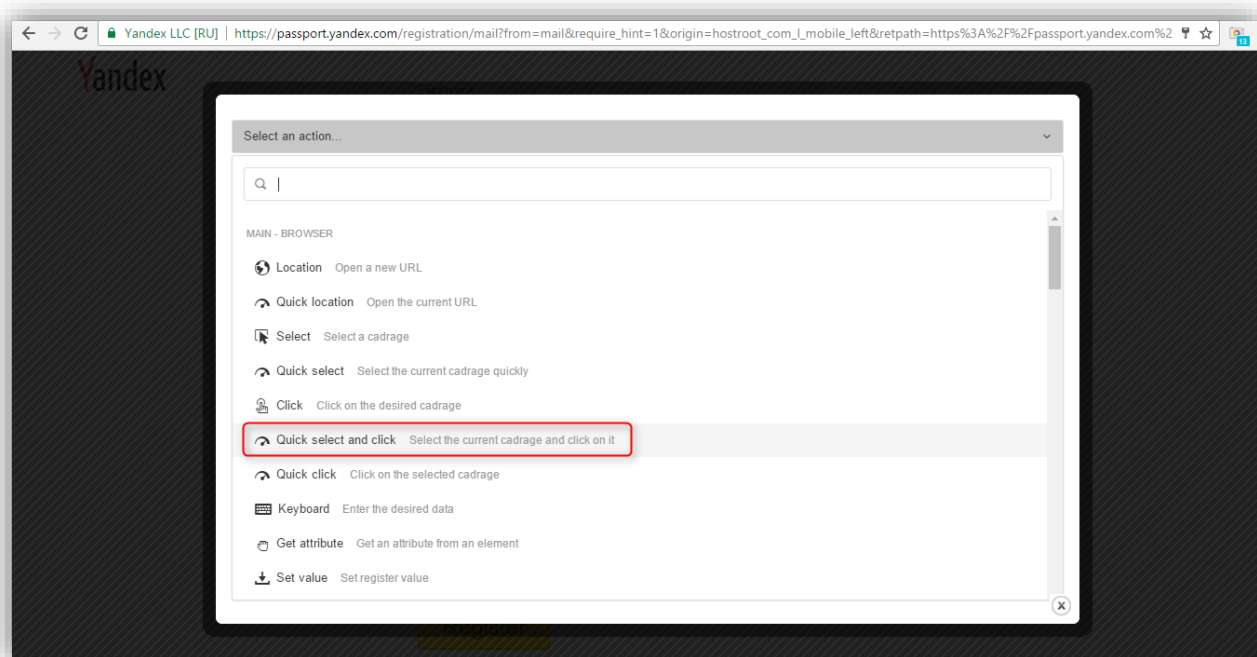 Yandex LLC [RU] | https://passport.yandex.com/registration/mail?from=mail&require_hint=1&origin=hostroot_com_l_mobile_left&retpath=https%3A%2F%2Fpassport.yandex.com%2
13
Yandex
First name
Select an action...
MAIN - BROWSER
Location Open a new URL
Quick location Open the current URL
Select Select a cadrage
Quick select Select the current cadrage quickly
Click Click on the desired cadrage
Quick select and click Select the current cadrage and click on it
Quick click Click on the selected cadrage
Keyboard Enter the desired data
Get attribute Get an attribute from an element
Set value Set register value
x
Register